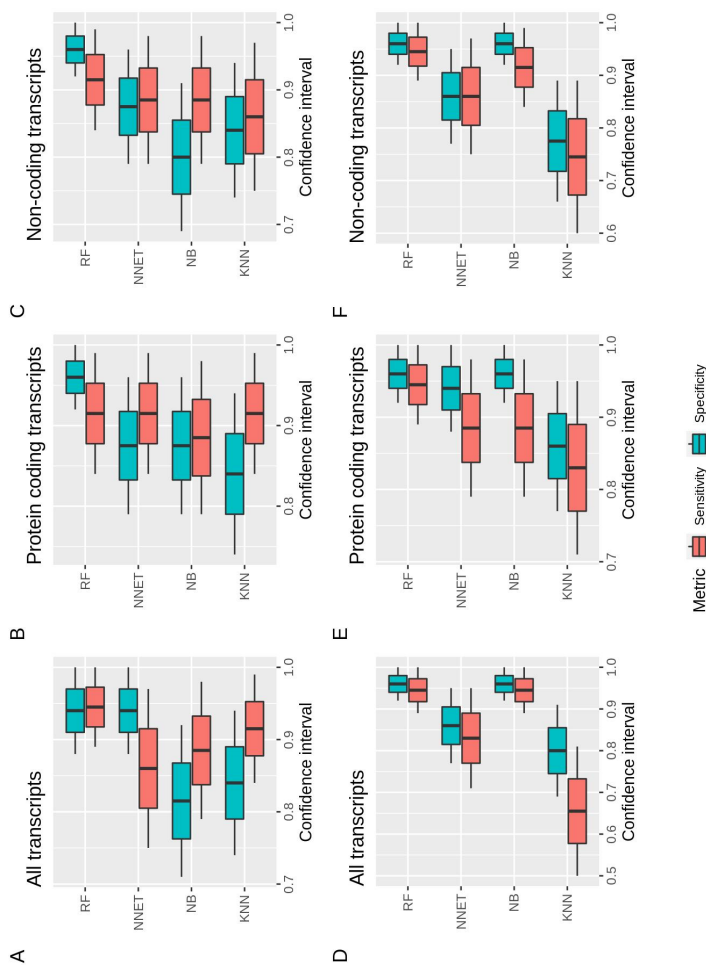 A
All transcripts
RF
NNET
NB
KNN
0.7 0.8 0.9 1.0
Confidence interval
B
Protein coding transcripts
RF
NNET
NB
KNN
0.8 0.9 1.0
Confidence interval
C
Non-coding transcripts
RF
NNET
NB
KNN
0.7 0.8 0.9 1.0
Confidence interval
D
All transcripts
RF
NNET
NB
KNN
0.5 0.6 0.7 0.8 0.9 1.0
Confidence interval
E
Protein coding transcripts
RF
NNET
NB
KNN
0.7 0.8 0.9 1.0
Confidence interval
F
Non-coding transcripts
RF
NNET
NB
KNN
0.6 0.7 0.8 0.9 1.0
Confidence interval
Metric Sensitivity Specificity